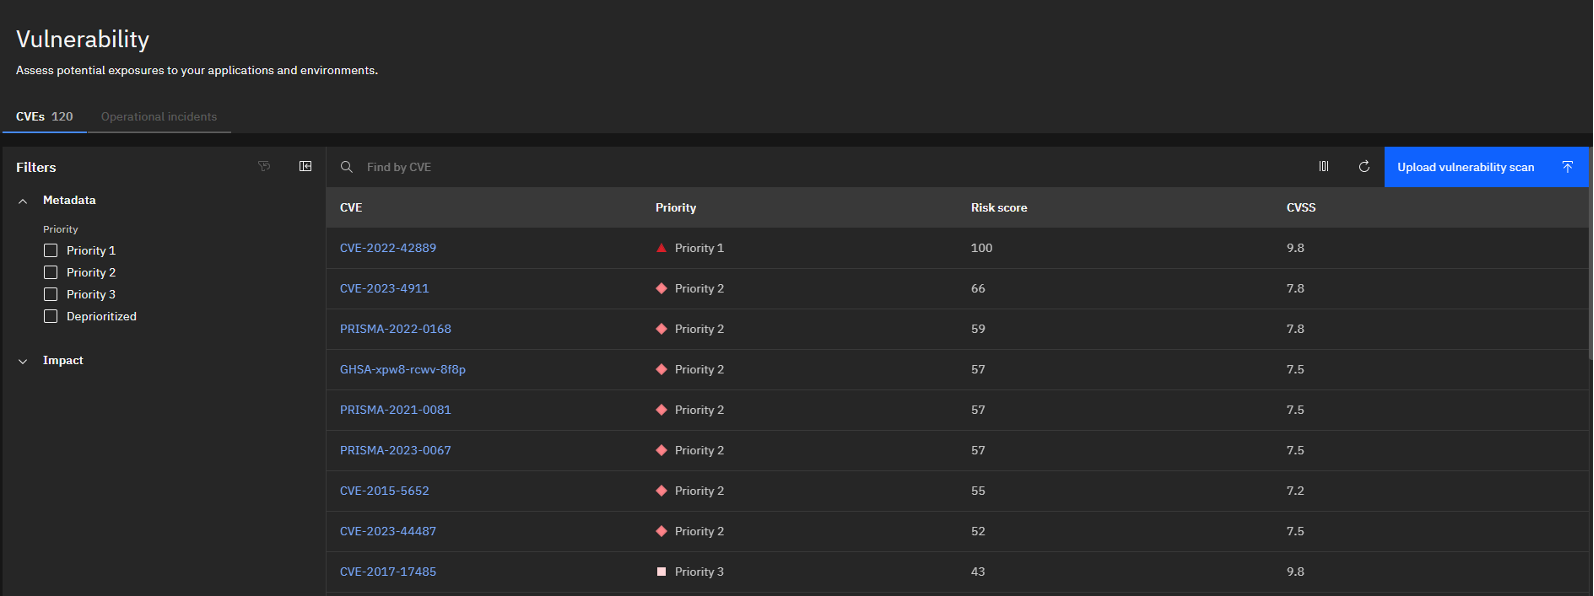 Vulnerability
Assess potential exposures to your applications and environments.
CVEs 120 Operational incidents
Filters
Metadata
Priority
Priority 1
Priority 2
Priority 3
Deprioritized
Impact
Find by CVE Upload vulnerability scan
CVE Priority Risk score CVSS
CVE-2022-42889 Priority 1 100 9.8
CVE-2023-4911 Priority 2 66 7.8
PRISMA-2022-0168 Priority 2 59 7.8
GHSA-xpw8-rcwv-8f8p Priority 2 57 7.5
PRISMA-2021-0081 Priority 2 57 7.5
PRISMA-2023-0067 Priority 2 57 7.5
CVE-2015-5652 Priority 2 55 7.2
CVE-2023-44487 Priority 2 52 7.5
CVE-2017-17485 Priority 3 43 9.8